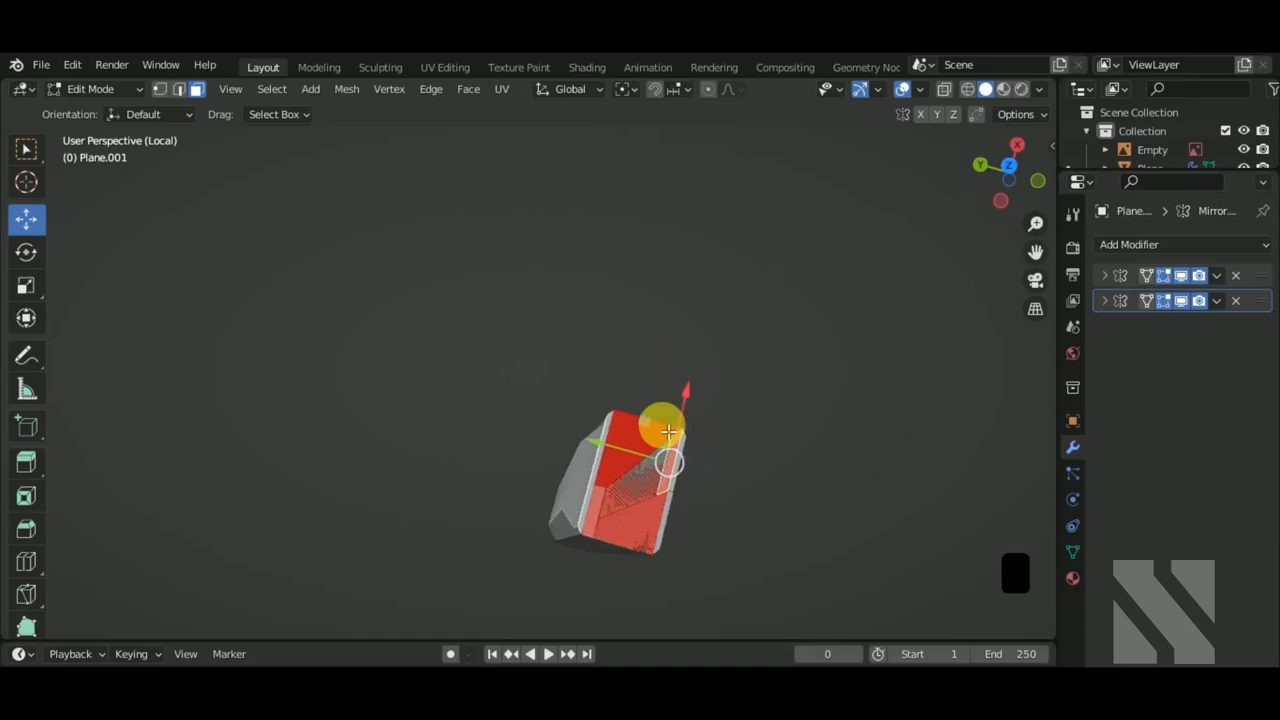 File Edit Render Window Help Layout Modeling Sculpting UV Editing Texture Paint Shading Animation Rendering Compositing Geometry Noc Scene ViewLayer
Edit Mode View Select Add Mesh Vertex Edge Face UV Global
Orientation: Default Drag: Select Box X Y Z Options
Scene Collection
Collection
Empty
User Perspective (Local)
(0) Plane.001
X
Y
Z
Plane.... Mirror....
Add Modifier
Playback Keying View Marker 0 Start 1 End 250